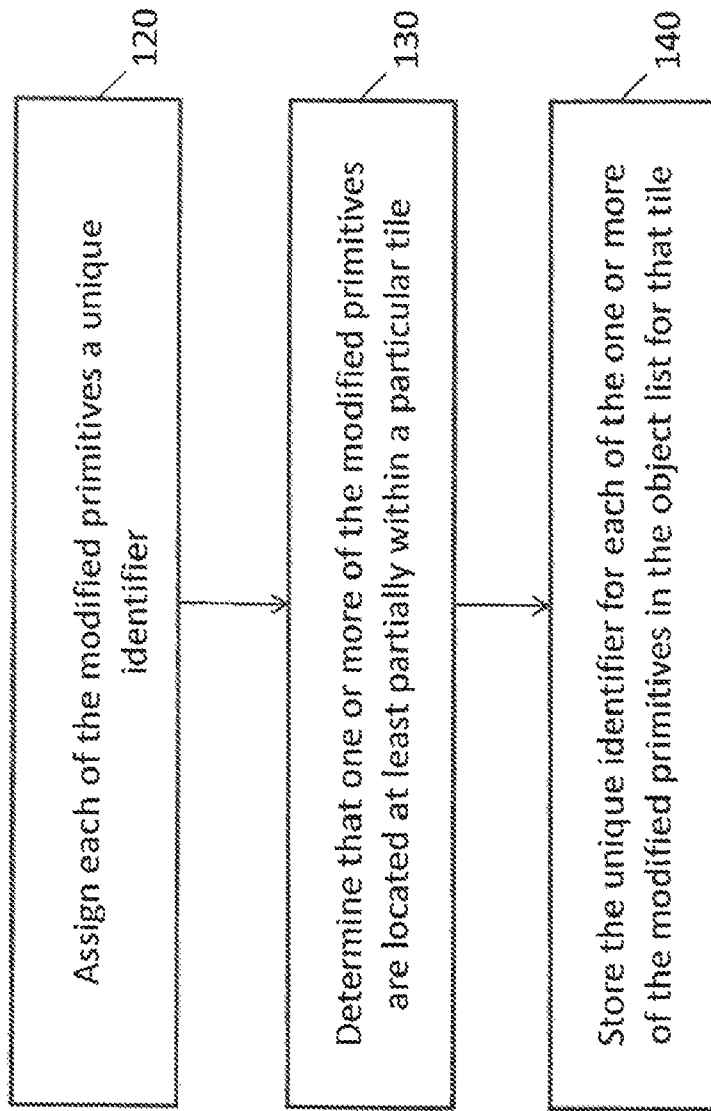 Assign each of the modified primitives a unique
identifier
120
Determine that one or more of the modified primitives
are located at least partially within a particular tile
130
Store the unique identifier for each of the one or more
of the modified primitives in the object list for that tile
140